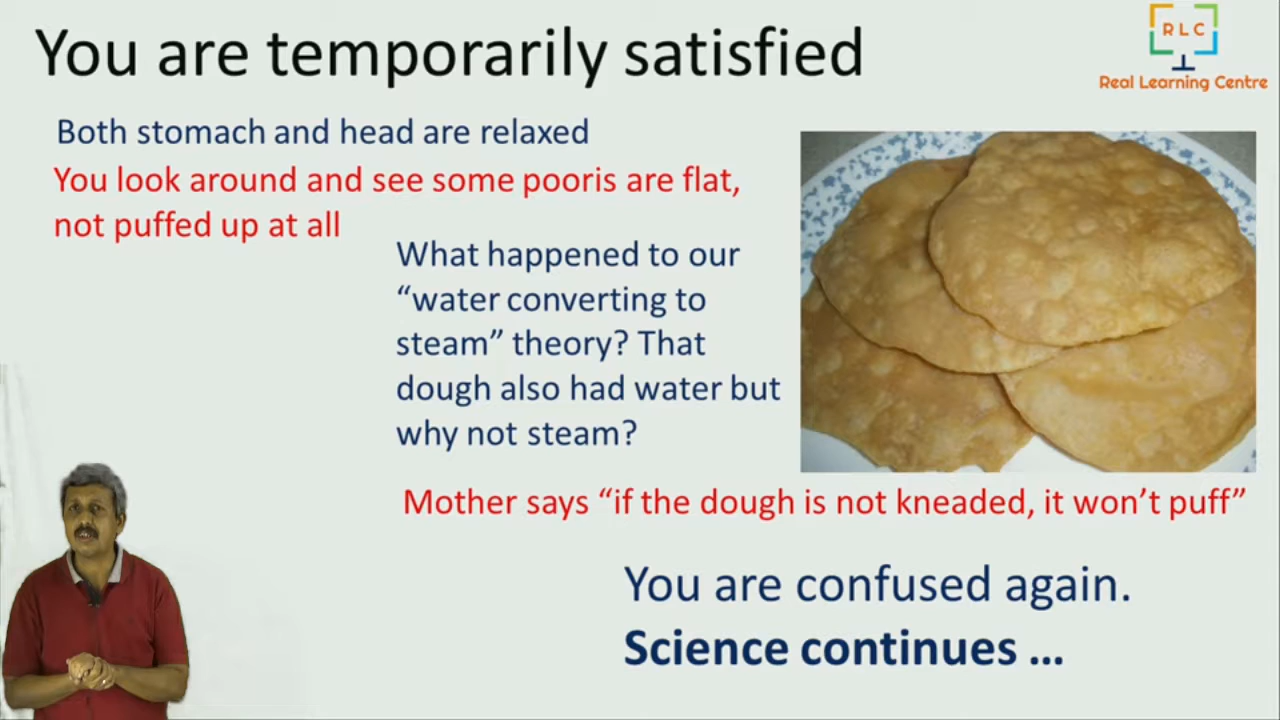 You are temporarily satisfied
RLC
Real Learning Centre
Both stomach and head are relaxed
You look around and see some pooris are flat,
not puffed up at all
What happened to our
“water converting to
steam” theory? That
dough also had water but
why not steam?
Mother says “if the dough is not kneaded, it won’t puff”
You are confused again.
Science continues ...